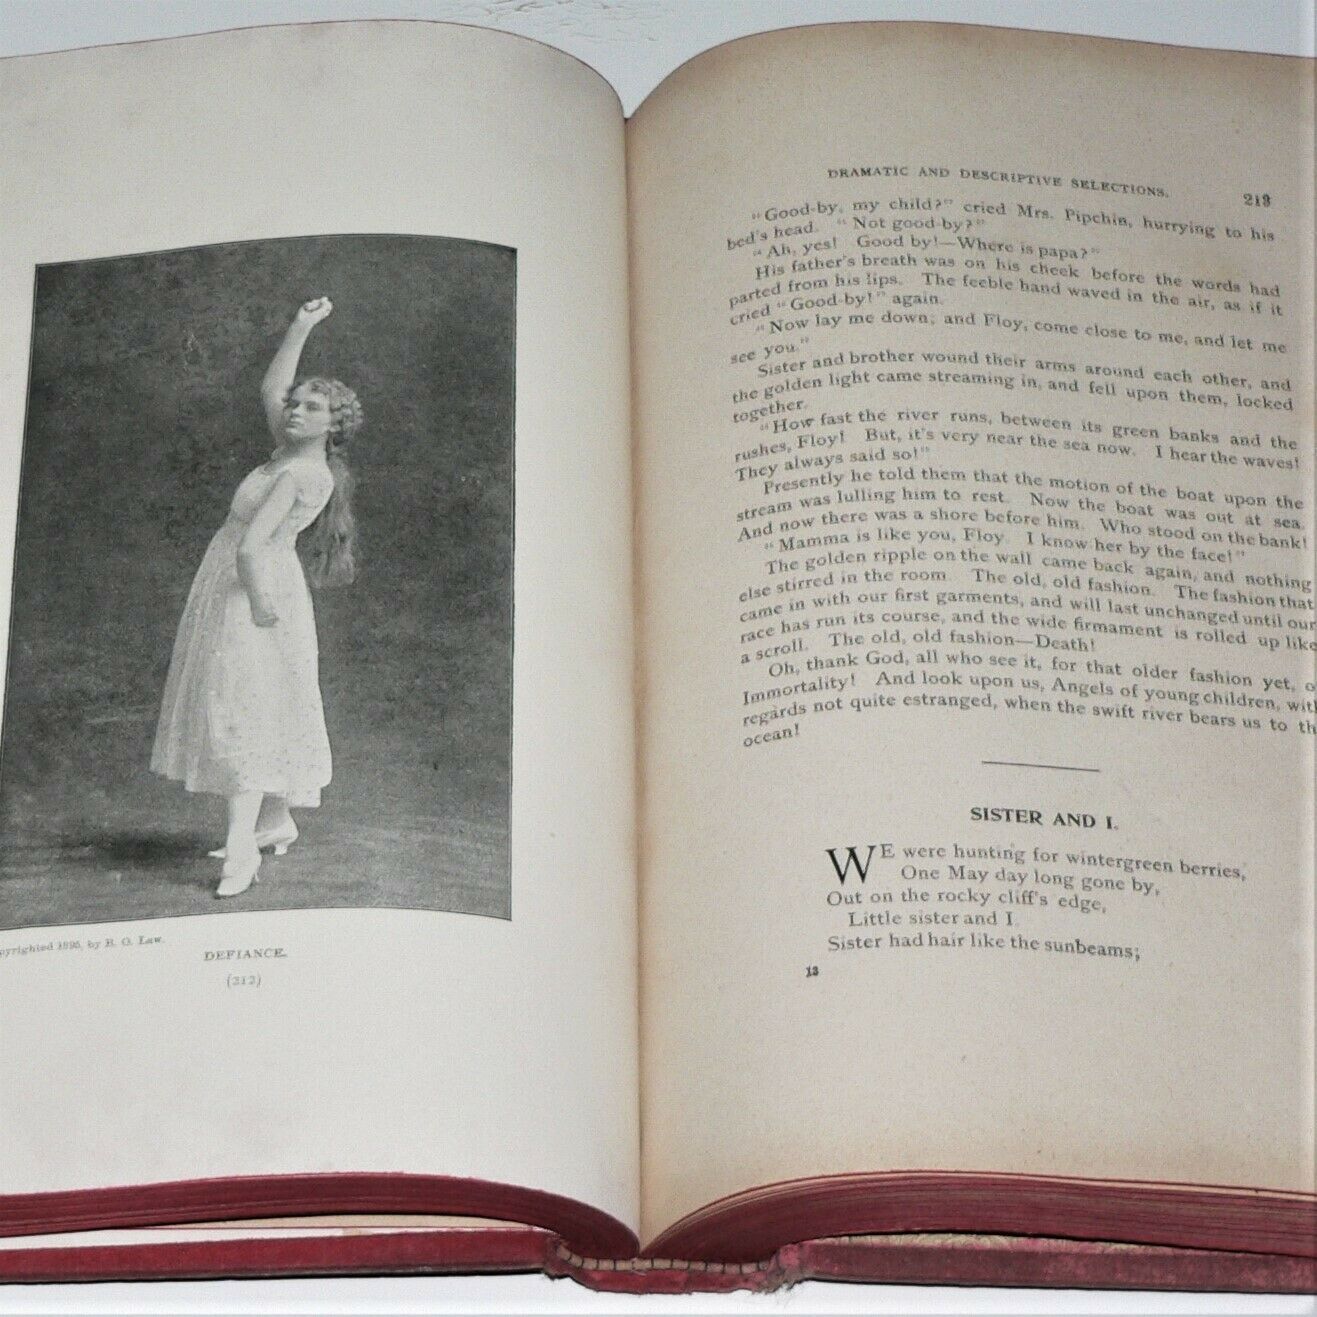 Copyrighted 1895, by B. O. Law.
DEFIANCE.
(212)
DRAMATIC AND DESCRIPTIVE SELECTIONS. 213
"Good-by, my child?" cried Mrs. Pipchin, hurrying to his
bed's head. "Not good-by?"
"Ah, yes! Good by!—Where is papa?"
His father's breath was on his cheek before the words had
parted from his lips. The feeble hand waved in the air, as if it
cried "Good-by!" again.
"Now lay me down; and Floy, come close to me, and let me
see you."
Sister and brother wound their arms around each other, and
the golden light came streaming in, and fell upon them, locked
together.
"How fast the river runs, between its green banks and the
rushes, Floy! But, it's very near the sea now. I hear the waves!
They always said so!"
Presently he told them that the motion of the boat upon the
stream was lulling him to rest. Now the boat was out at sea.
And now there was a shore before him. Who stood on the bank!
"Mamma is like you, Floy. I know her by the face!"
The golden ripple on the wall came back again, and nothing
else stirred in the room. The old, old fashion. The fashion that
came in with our first garments, and will last unchanged until our
race has run its course, and the wide firmament is rolled up like
a scroll. The old, old fashion—Death!
Oh, thank God, all who see it, for that older fashion yet, o
Immortality! And look upon us, Angels of young children, wit
regards not quite estranged, when the swift river bears us to th
ocean!
SISTER AND I.
WE were hunting for wintergreen berries,
One May day long gone by,
Out on the rocky cliff's edge,
Little sister and I.
Sister had hair like the sunbeams;
13